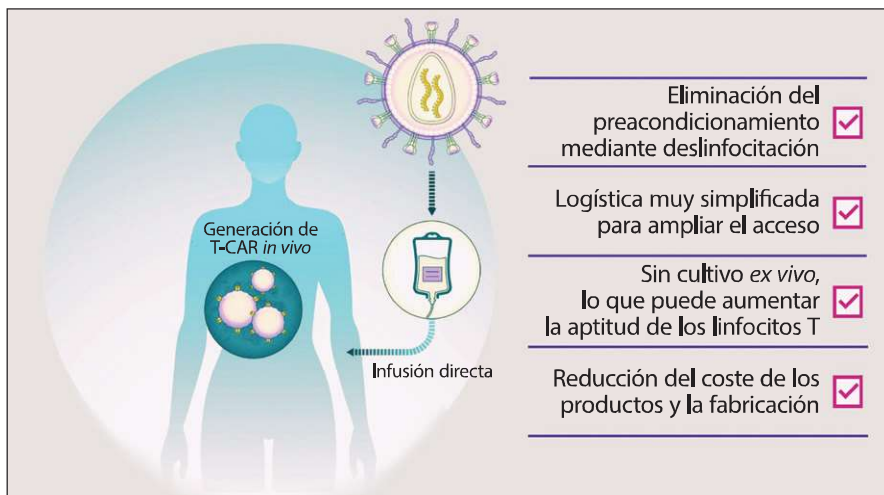 Generación de
T-CAR in vivo
Infusión directa
Eliminación del
preacondicionamiento
mediante deslinfocitación
Logística muy simplificada
para ampliar el acceso
Sin cultivo ex vivo,
lo que puede aumentar
la aptitud de los linfocitos T
Reducción del coste de los
productos y la fabricación